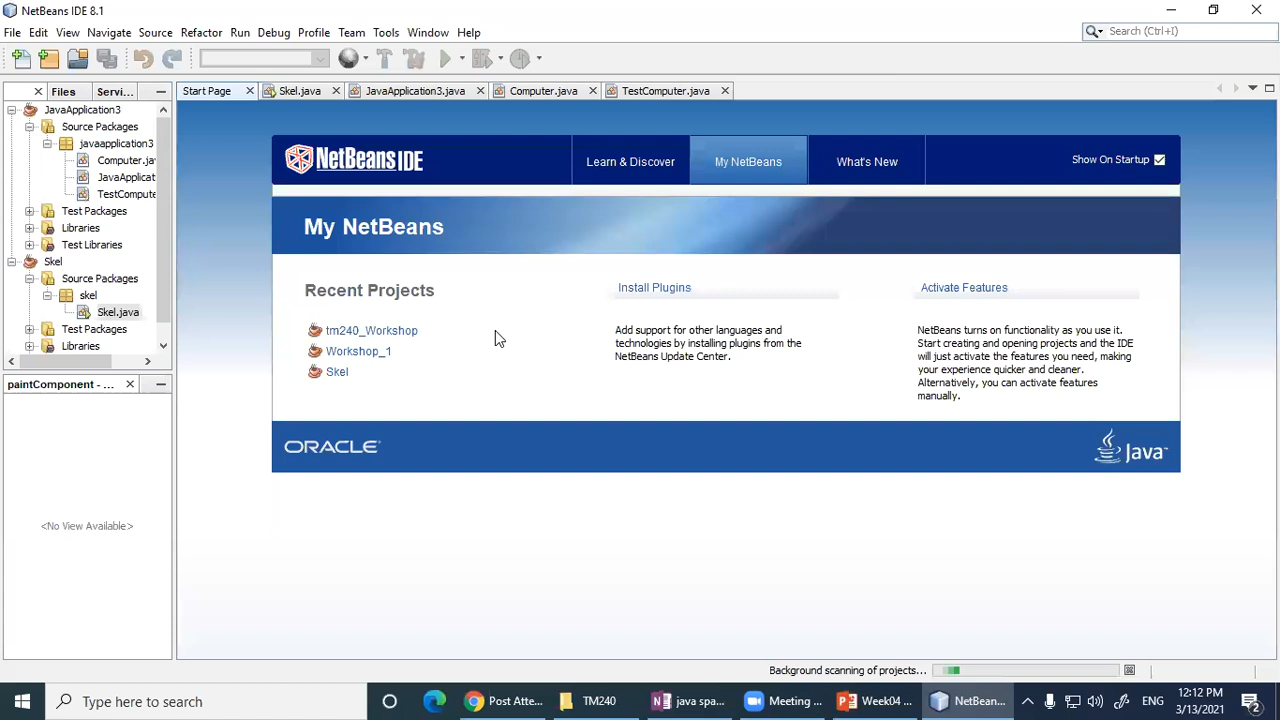 NetBeans IDE 8.1
File Edit View Navigate Source Refactor Run Debug Profile Team Tools Window Help
Search (Ctrl+I)
Files Servi...
Start Page Skel.java JavaApplication3.java Computer.java TestComputer.java
JavaApplication3
Source Packages
javaapplication3
Computer.ja
JavaApplicat
TestCompute
Test Packages
Libraries
Test Libraries
Skel
Source Packages
skel
Skel.java
Test Packages
Libraries
paintComponent - ...
<No View Available>
NetBeans IDE
Learn & Discover
My NetBeans
What's New
Show On Startup
My NetBeans
Recent Projects
tm240_Workshop
Workshop_1
Skel
Install Plugins
Add support for other languages and
technologies by installing plugins from the
NetBeans Update Center.
Activate Features
NetBeans turns on functionality as you use it.
Start creating and opening projects and the IDE
will just activate the features you need, making
your experience quicker and cleaner.
Alternatively, you can activate features
manually.
ORACLE
Java
Background scanning of projects...
Type here to search
Post Atte...
TM240
java spa...
Meeting ...
Week04 ...
NetBean...
ENG
12:12 PM
3/13/2021
2